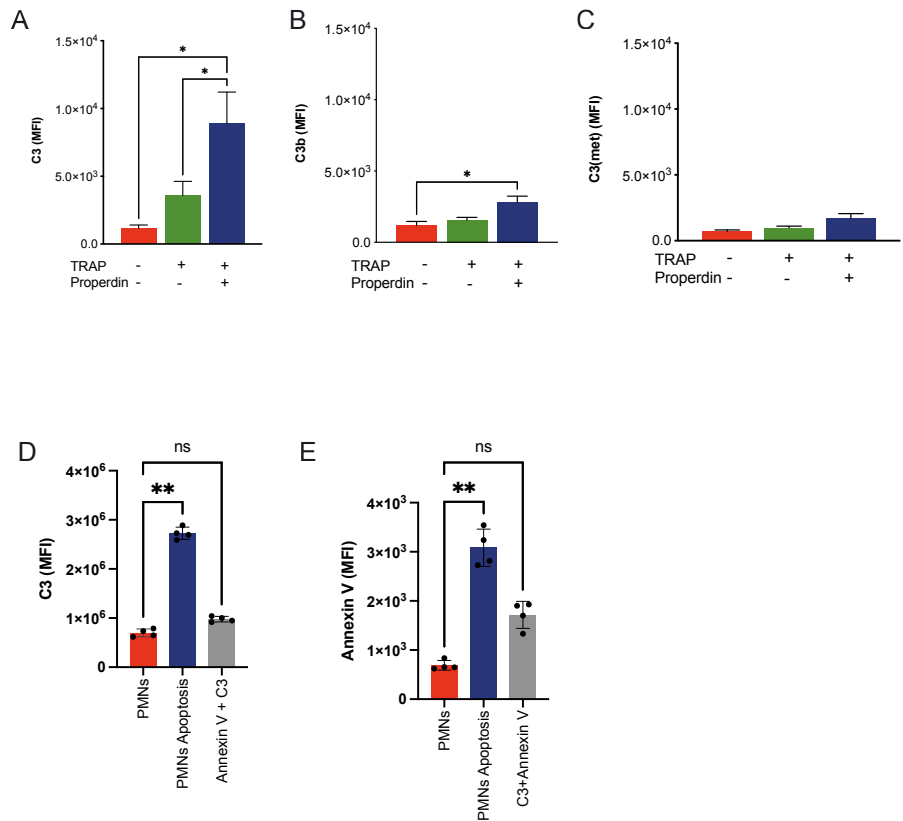 A
C3 (MFI)
1.5×10⁴
1.0×10⁴
5.0×10³
0.0
*
*
TRAP - + +
Properdin - - +
B
C3b (MFI)
1.5×10⁴
1.0×10⁴
5.0×10³
0.0
*
TRAP - + +
Properdin - - +
C
C3(met) (MFI)
1.5×10⁴
1.0×10⁴
5.0×10³
0.0
TRAP - + +
Properdin - - +
D
C3 (MFI)
4×10⁶
3×10⁶
2×10⁶
1×10⁶
0
ns
**
PMNs
PMNs Apoptosis
Annexin V + C3
E
Annexin V (MFI)
4×10³
3×10³
2×10³
1×10³
0
ns
**
PMNs
PMNs Apoptosis
C3+Annexin V